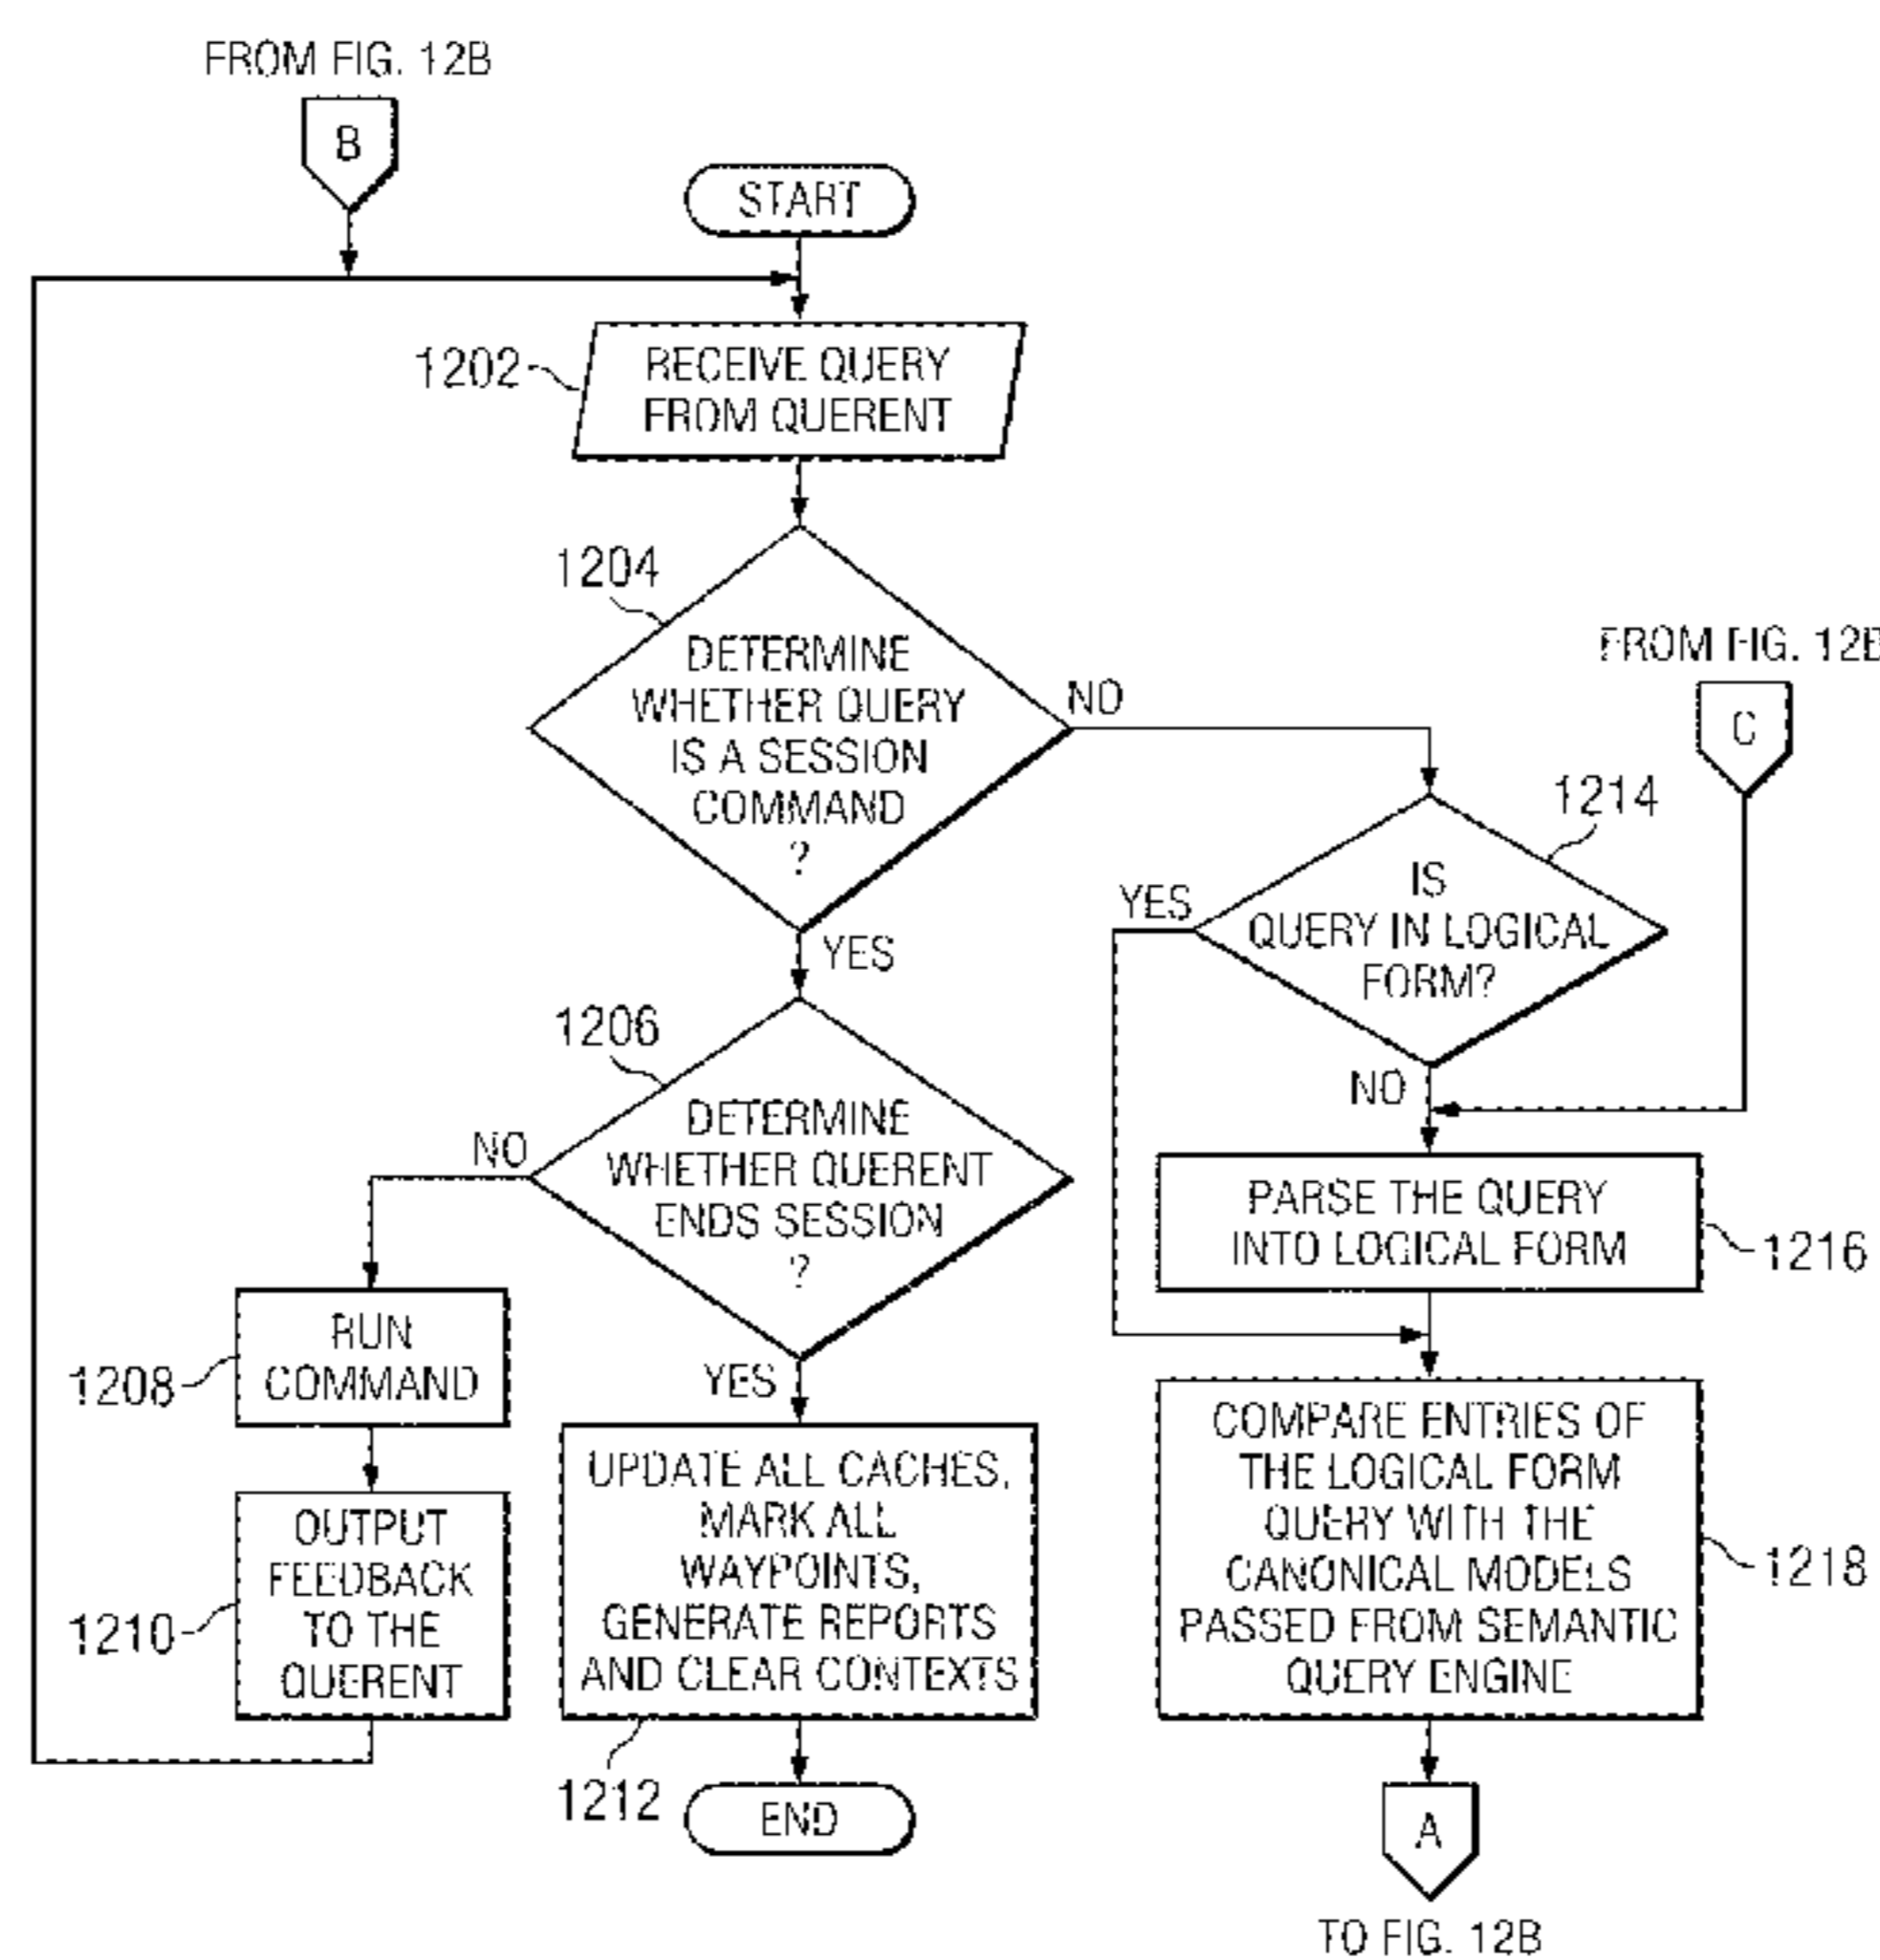 FROM FIG. 12B
B
START
1202
RECEIVE QUERY
FROM QUERENT
1204
DETERMINE
WHETHER QUERY
IS A SESSION
COMMAND
?
NO
YES
FROM FIG. 12B
C
1214
IS
QUERY IN LOGICAL
FORM?
YES
NO
1206
DETERMINE
WHETHER QUERENT
ENDS SESSION
?
NO
YES
PARSE THE QUERY
INTO LOGICAL FORM
1216
1208
RUN
COMMAND
1210
OUTPUT
FEEDBACK
TO THE
QUERENT
UPDATE ALL CACHES,
MARK ALL
WAYPOINTS,
GENERATE REPORTS
AND CLEAR CONTEXTS
1212
END
COMPARE ENTRIES OF
THE LOGICAL FORM
QUERY WITH THE
CANONICAL MODELS
PASSED FROM SEMANTIC
QUERY ENGINE
1218
A
TO FIG. 12B